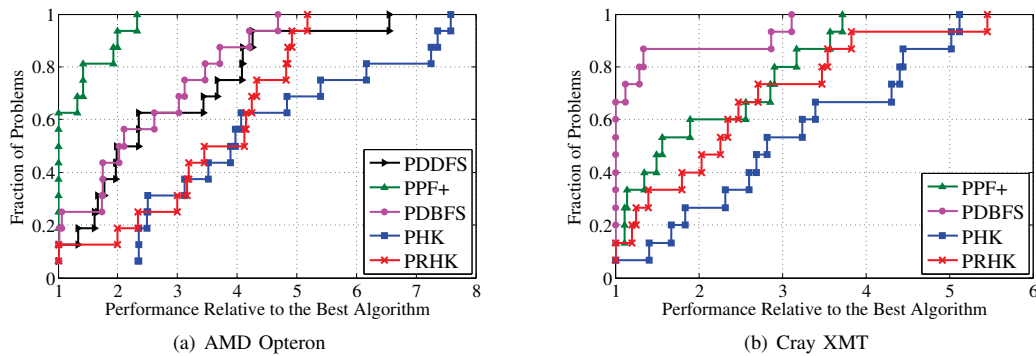 1
0.8
0.6
0.4
0.2
0
Fraction of Problems
PDDFS
PPF+
PDBFS
PHK
PRHK
1 2 3 4 5 6 7 8
Performance Relative to the Best Algorithm
(a) AMD Opteron
1
0.8
0.6
0.4
0.2
0
Fraction of Problems
PPF+
PDBFS
PHK
PRHK
1 2 3 4 5 6
Performance Relative to the Best Algorithm
(b) Cray XMT